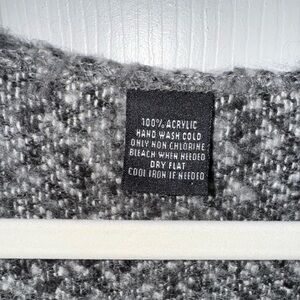 100% ACRYLIC
HAND WASH COLD
ONLY NON CHLORINE
BLEACH WHEN NEEDED
DRY FLAT
COOL IRON IF NEEDED